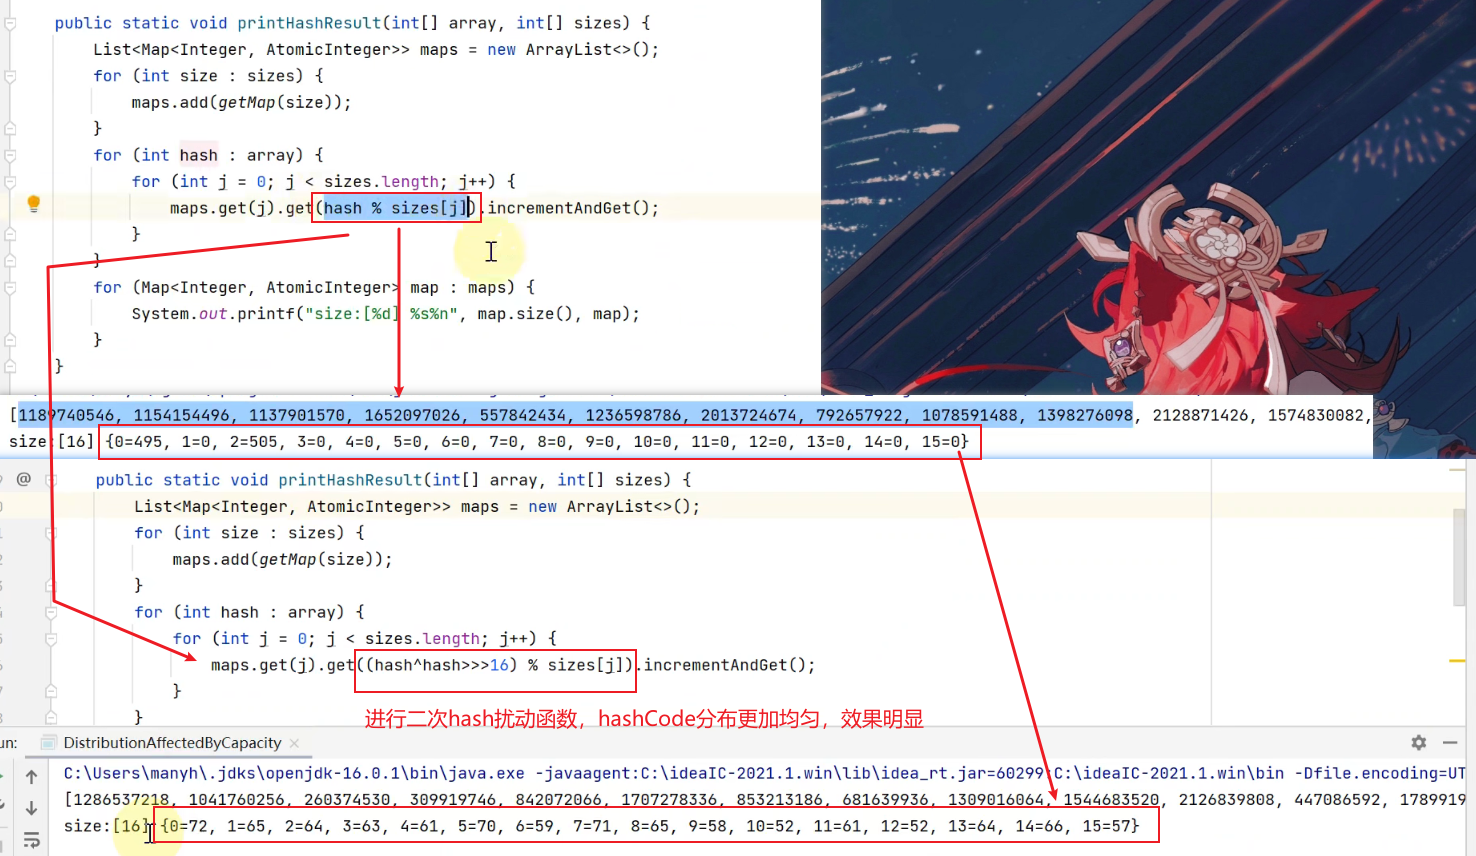 public static void printHashResult(int[] array, int[] sizes) {
List<Map<Integer, AtomicInteger>> maps = new ArrayList<>();
for (int size : sizes) {
maps.add(getMap(size));
}
for (int hash : array) {
for (int j = 0; j < sizes.length; j++) {
maps.get(j).get(hash % sizes[j]).incrementAndGet();
}
}
for (Map<Integer, AtomicInteger> map : maps) {
System.out.printf("size:[%d] %s%n", map.size(), map);
}
}
[1189740546, 1154154496, 1137901570, 1652097026, 557842434, 1236598786, 2013724674, 792657922, 1078591488, 1398276098, 2128871426, 1574830082,
size:[16] {0=495, 1=0, 2=505, 3=0, 4=0, 5=0, 6=0, 7=0, 8=0, 9=0, 10=0, 11=0, 12=0, 13=0, 14=0, 15=0}
@ public static void printHashResult(int[] array, int[] sizes) {
List<Map<Integer, AtomicInteger>> maps = new ArrayList<>();
for (int size : sizes) {
maps.add(getMap(size));
}
for (int hash : array) {
for (int j = 0; j < sizes.length; j++) {
maps.get(j).get((hash^hash>>>16) % sizes[j]).incrementAndGet();
}
}
进行二次hash扰动函数，hashCode分布更加均匀，效果明显
un: DistributionAffectedByCapacity ×
C:\Users\manyh\.jdks\openjdk-16.0.1\bin\java.exe -javaagent:C:\ideaIC-2021.1.win\lib\idea_rt.jar=60299:C:\ideaIC-2021.1.win\bin -Dfile.encoding=UT
[1286537218, 1041760256, 260374530, 309919746, 842072066, 1707278336, 853213186, 681639936, 1309016064, 1544683520, 2126839808, 447086592, 1789919
size:[16] {0=72, 1=65, 2=64, 3=63, 4=61, 5=70, 6=59, 7=71, 8=65, 9=58, 10=52, 11=61, 12=52, 13=64, 14=66, 15=57}